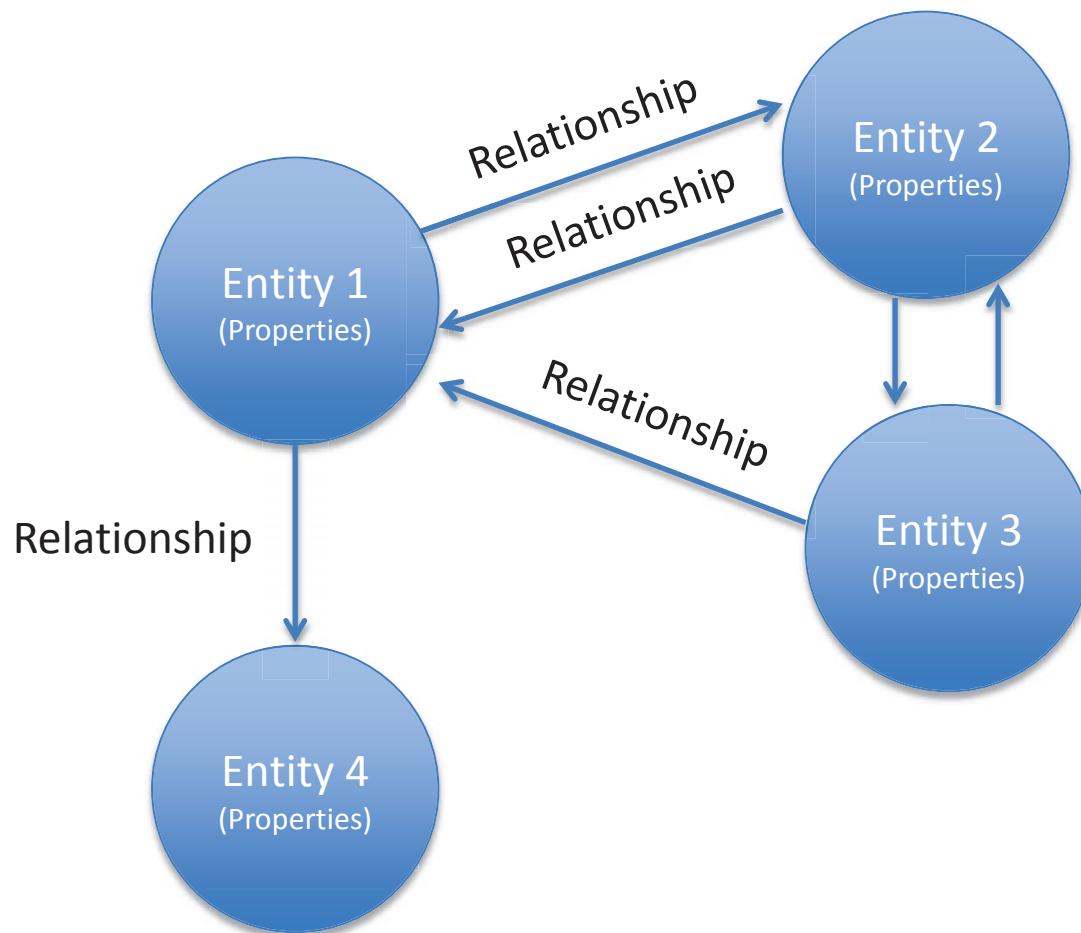 Relationship
Entity 2
(Properties)
Relationship
Entity 1
(Properties)
Relationship
Relationship
Entity 3
(Properties)
Entity 4
(Properties)